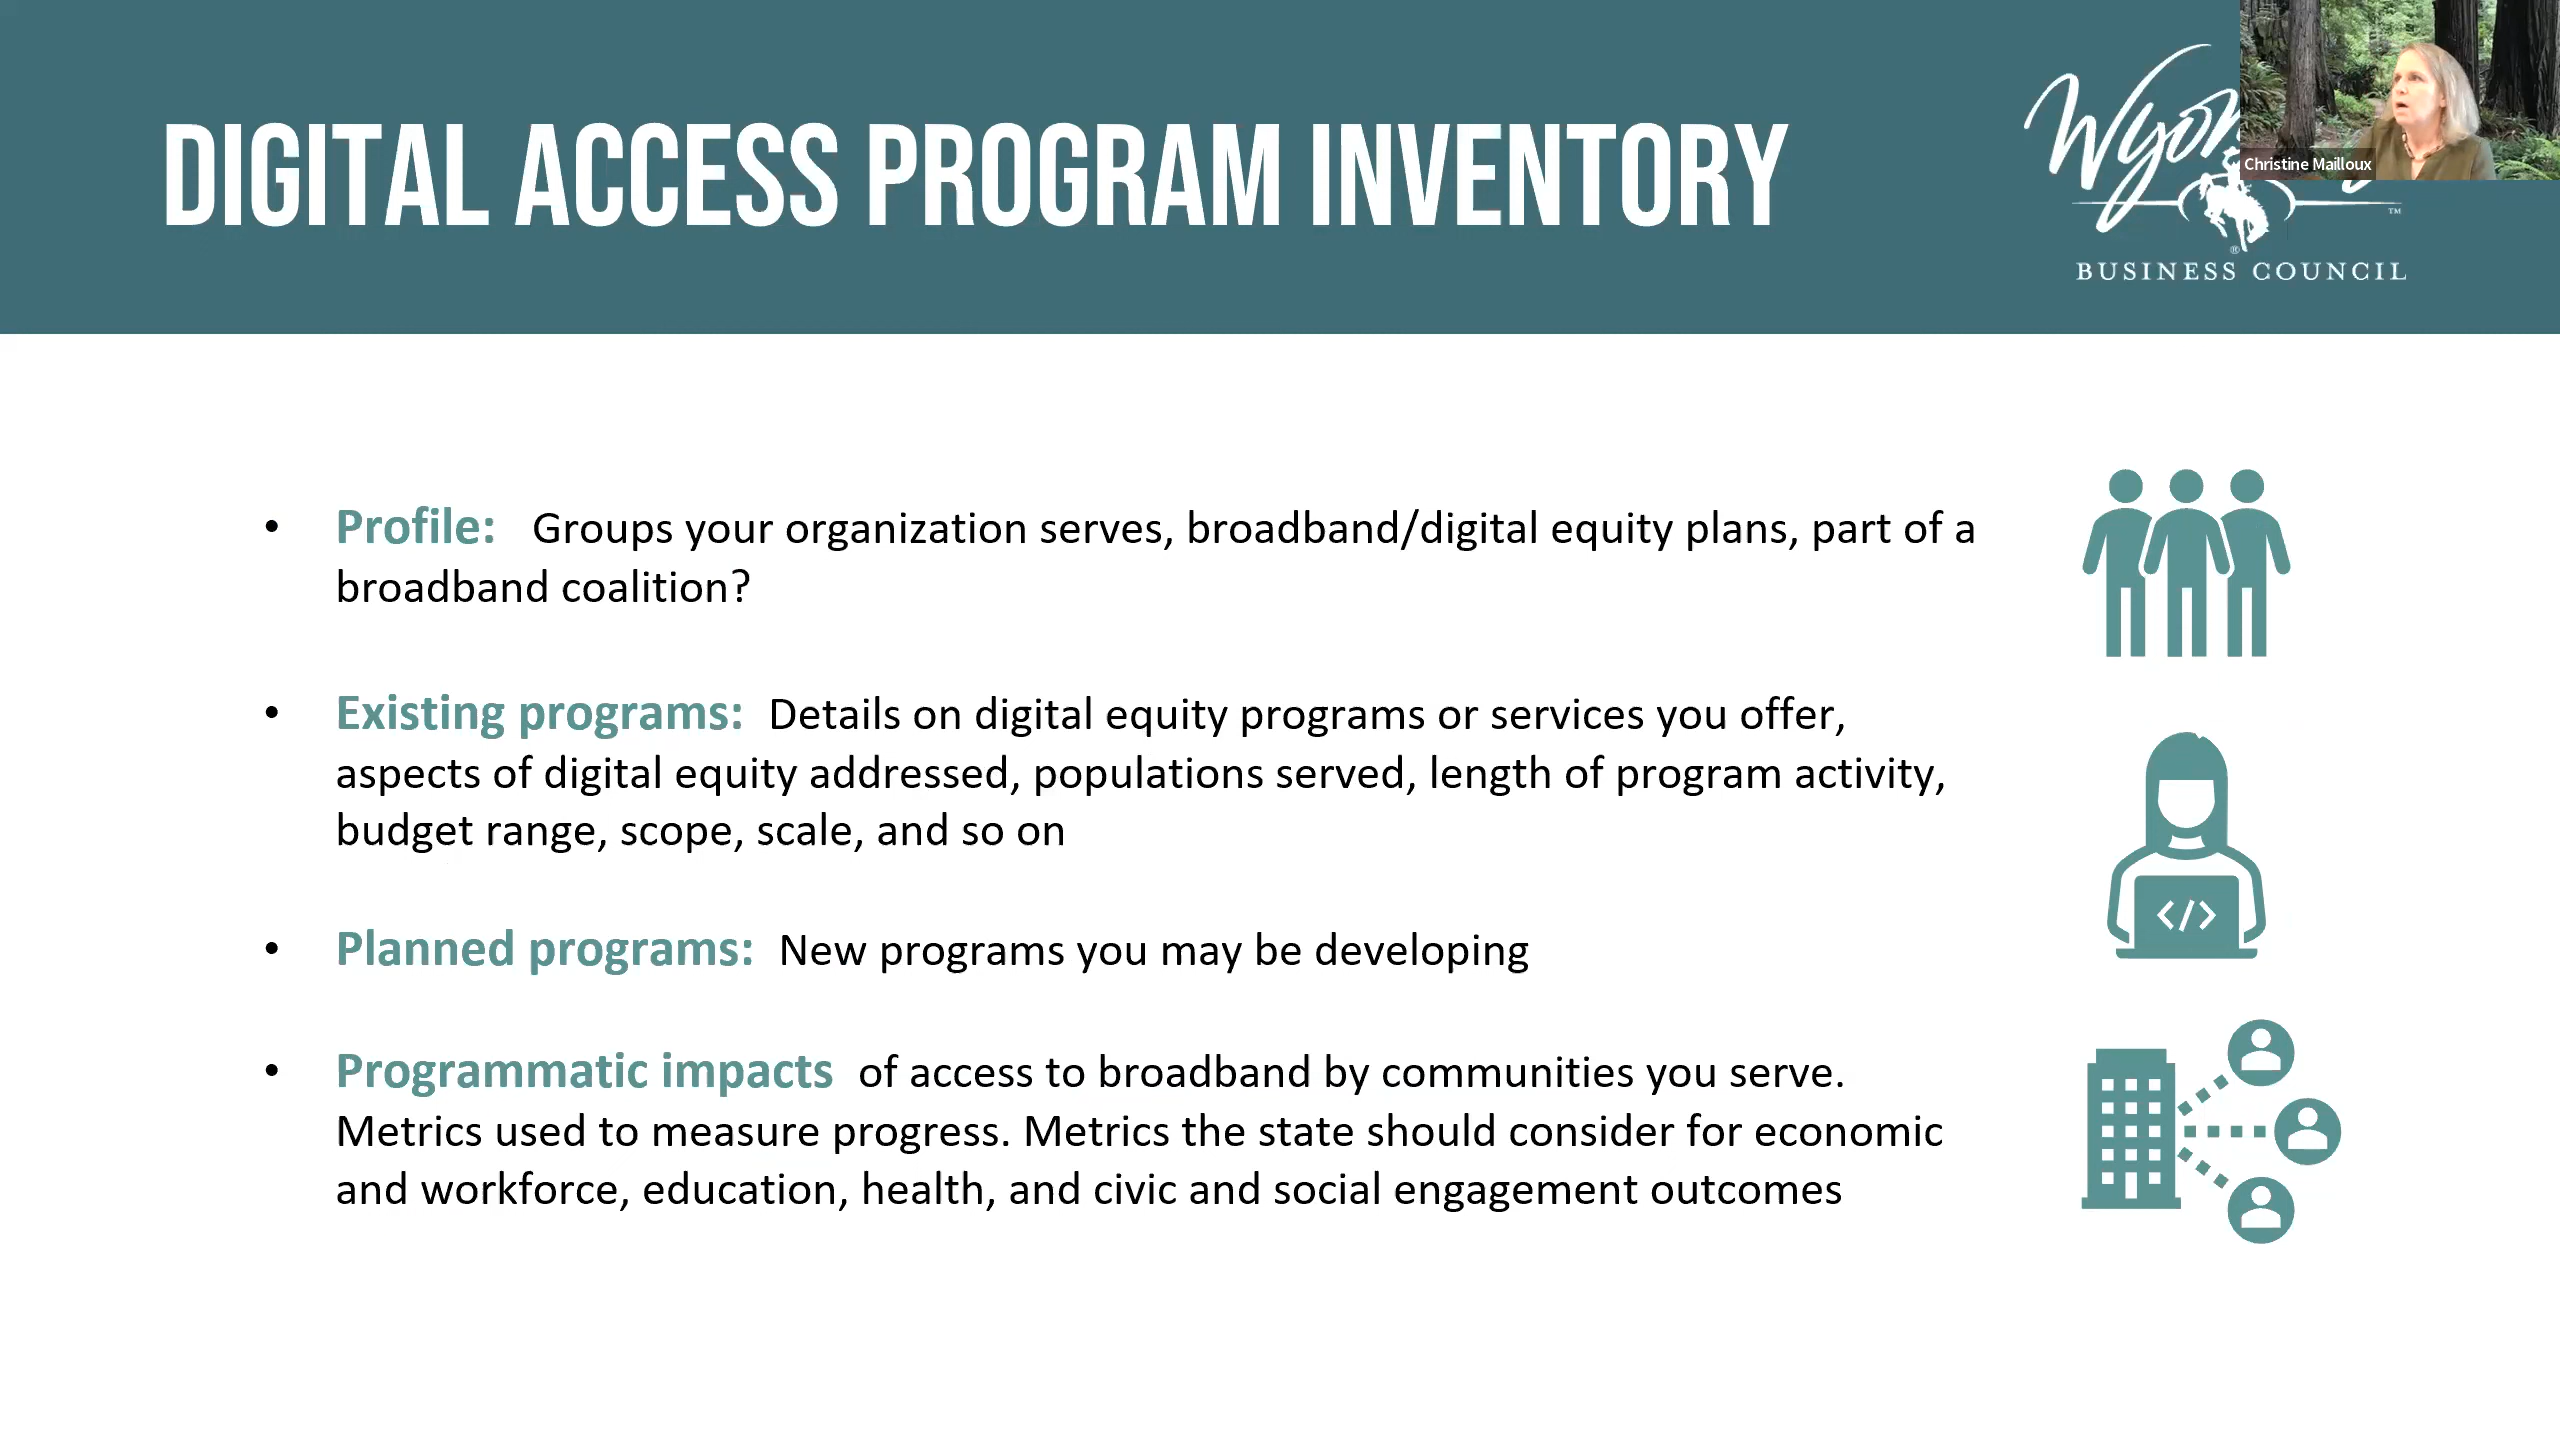 DIGITAL ACCESS PROGRAM INVENTORY
Christine Mailloux
TM
®
BUSINESS COUNCIL
• Profile: Groups your organization serves, broadband/digital equity plans, part of a
broadband coalition?
• Existing programs: Details on digital equity programs or services you offer,
aspects of digital equity addressed, populations served, length of program activity,
budget range, scope, scale, and so on
• Planned programs: New programs you may be developing
</>
• Programmatic impacts of access to broadband by communities you serve.
Metrics used to measure progress. Metrics the state should consider for economic
and workforce, education, health, and civic and social engagement outcomes